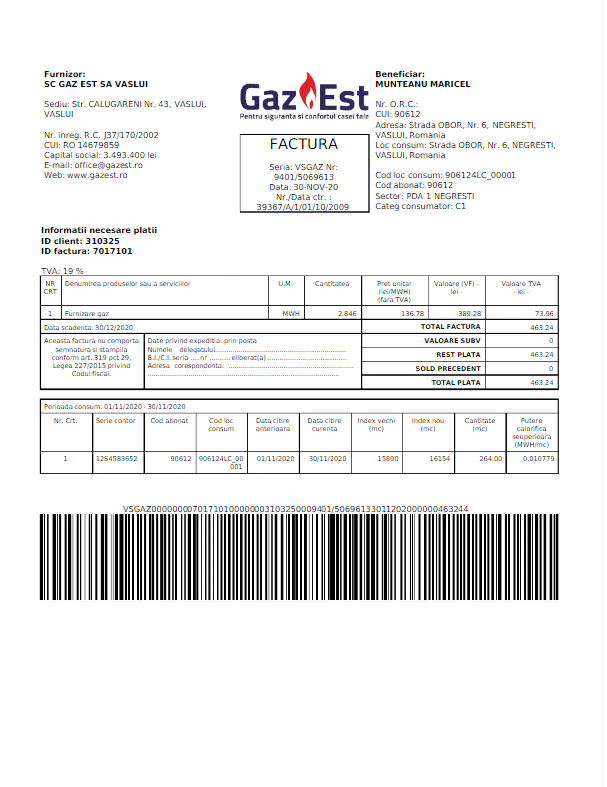 Furnizor:
SC GAZ EST SA VASLUI
Sediu: Str. CALUGARENI Nr. 43, VASLUI,
VASLUI
Nr. inreg. R.C. J37/170/2002
CUI: RO 14679859
Capital social: 3.493.400 lei
E-mail: office@gazest.ro
Web: www.gazest.ro
Gaz Est
Pentru siguranta si confortul casei tale
FACTURA
Seria: VSGAZ Nr:
9401/5069613
Data: 30-NOV-20
Nr./Data ctr. :
39367/A/1/01/10/2009
Beneficiar:
MUNTEANU MARICEL
Nr. O.R.C.:
CUI: 90612
Adresa: Strada OBOR, Nr. 6, NEGRESTI,
VASLUI, Romania
Loc consum: Strada OBOR, Nr. 6, NEGRESTI,
VASLUI, Romania
Cod loc consum: 906124LC_00001
Cod abonat: 90612
Sector: PDA 1 NEGRESTI
Categ consumator: C1
Informatii necesare platii
ID client: 310325
ID factura: 7017101
TVA: 19 %
NR CRT Denumirea produselor sau a serviciilor U.M. Cantitatea Pret unitar (lei/MWH) (fara TVA) Valoare (VF) - lei - Valoare TVA - lei -
1 Furnizare gaz MWH 2.846 136.78 389.28 73.96
Data scadenta: 30/12/2020 TOTAL FACTURA 463.24
Aceasta factura nu comporta
semnatura si stampila
conform art. 319 pct 29,
Legea 227/2015 privind
Codul fiscal.
Date privind expeditia: prin posta
Numele delegatului......................................................
B.I./C.I. seria .... nr .......... eliberat(a) .................................
Adresa corespondenta: ....................................................
................................................................................
VALOARE SUBV 0
REST PLATA 463.24
SOLD PRECEDENT 0
TOTAL PLATA 463.24
Perioada consum: 01/11/2020 - 30/11/2020
Nr. Crt. Serie contor Cod abonat Cod loc consum Data citire anterioara Data citire curenta Index vechi (mc) Index nou (mc) Cantitate (mc) Putere calorifica seuperioara (MWH/mc)
1 1254583652 90612 906124LC_00001 01/11/2020 30/11/2020 15890 16154 264.00 0.010779